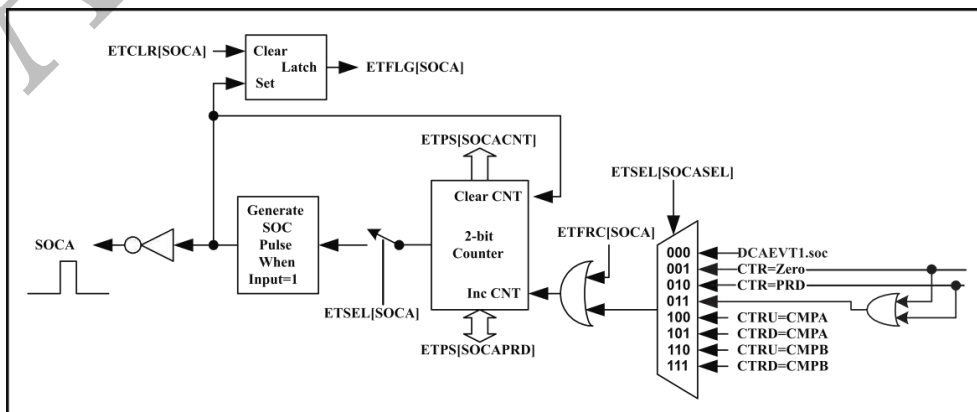 ETCLR[SOCA]
Clear
Latch
Set
ETFLG[SOCA]
ETPS[SOCACNT]
ETSEL[SOCASEL]
Clear CNT
2-bit
Counter
Inc CNT
Generate
SOC
Pulse
When
Input=1
SOCA
ETSEL[SOCA]
ETPS[SOCAPRD]
ETFRC[SOCA]
000 DCAEVT1.soc
001 CTR=Zero
010 CTR=PRD
011
100 CTRU=CMPA
101 CTRD=CMPA
110 CTRU=CMPB
111 CTRD=CMPB